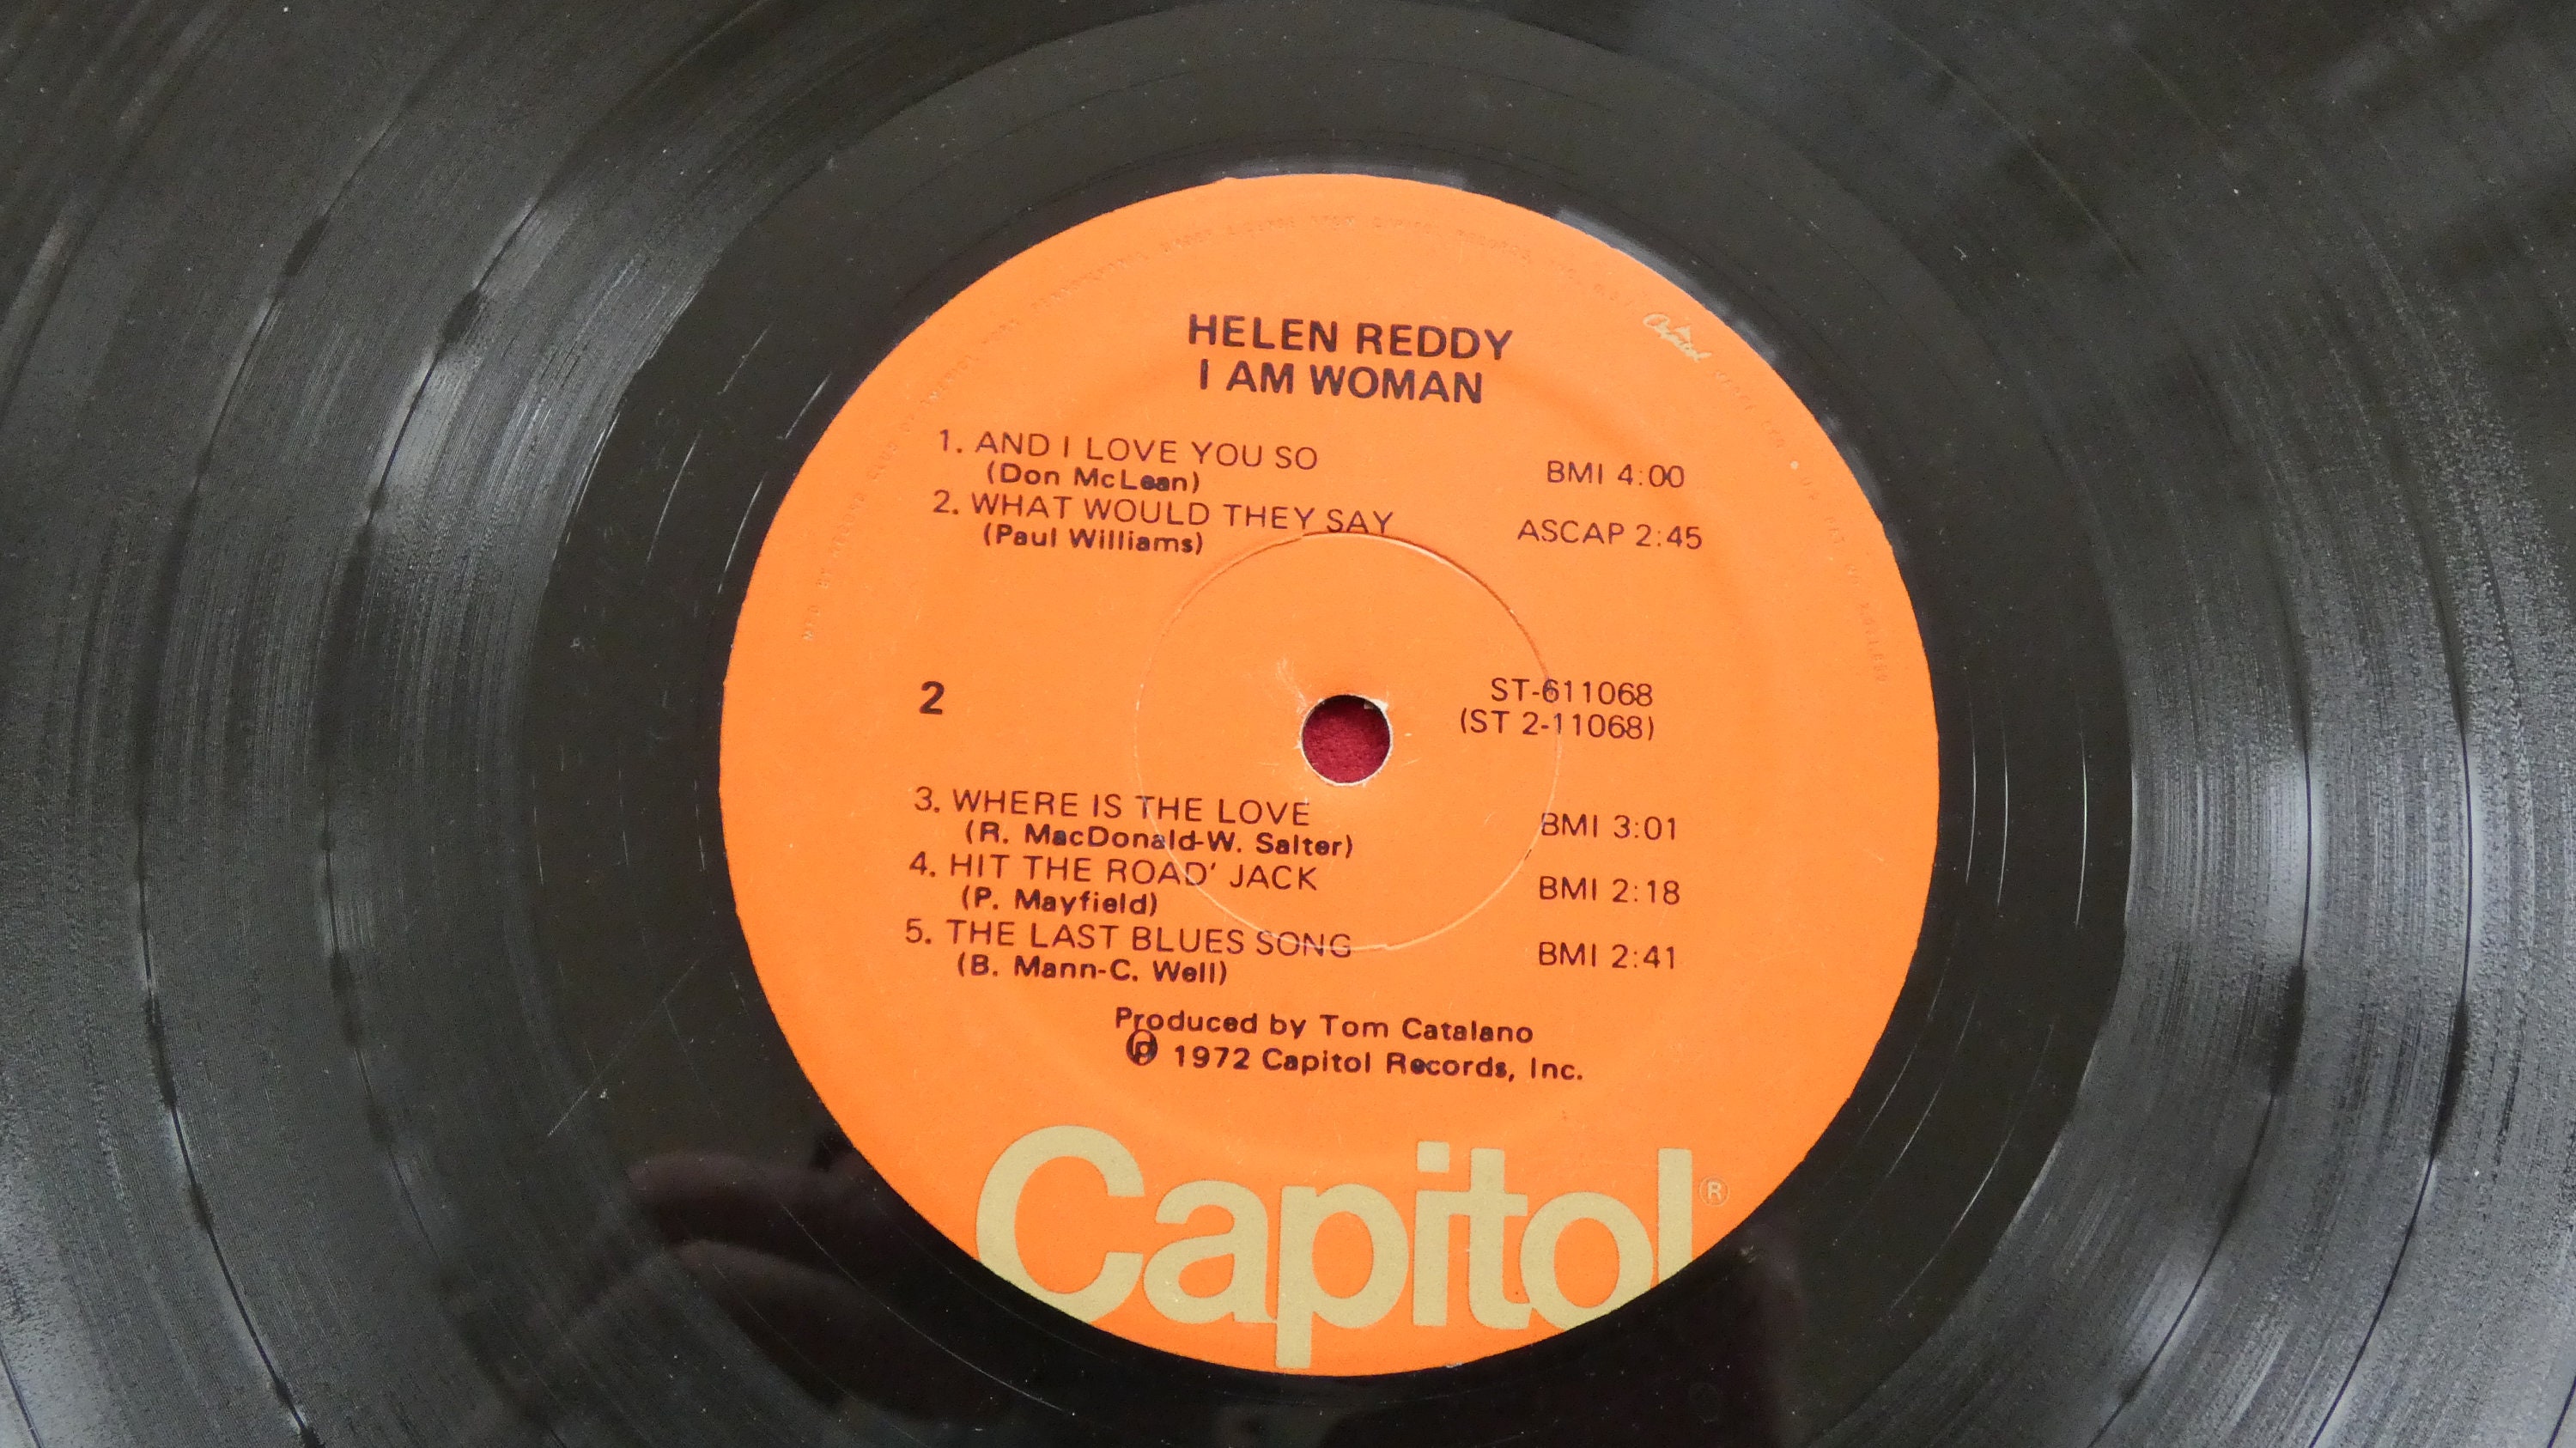 HELEN REDDY
I AM WOMAN
1. AND I LOVE YOU SO BMI 4:00
(Don McLean)
2. WHAT WOULD THEY SAY ASCAP 2:45
(Paul Williams)
2
ST-611068
(ST 2-11068)
3. WHERE IS THE LOVE BMI 3:01
(R. MacDonald-W. Salter)
4. HIT THE ROAD' JACK BMI 2:18
(P. Mayfield)
5. THE LAST BLUES SONG BMI 2:41
(B. Mann-C. Well)
Produced by Tom Catalano
℗ 1972 Capitol Records, Inc.
Capitol®
Capitol